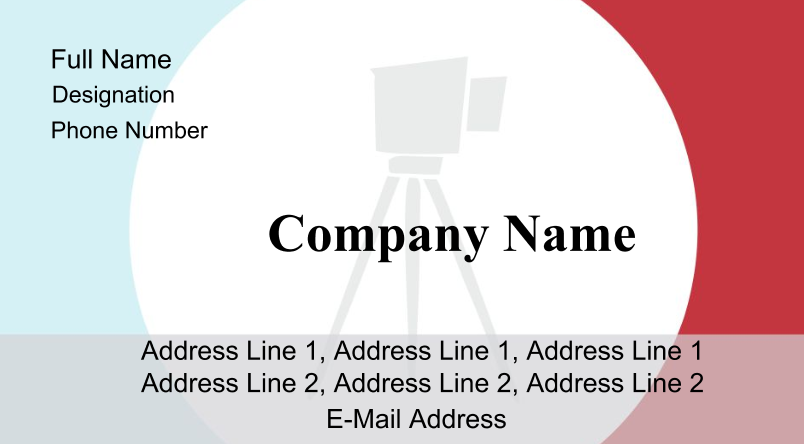 Full Name
Designation
Phone Number
Company Name
Address Line 1, Address Line 1, Address Line 1
Address Line 2, Address Line 2, Address Line 2
E-Mail Address